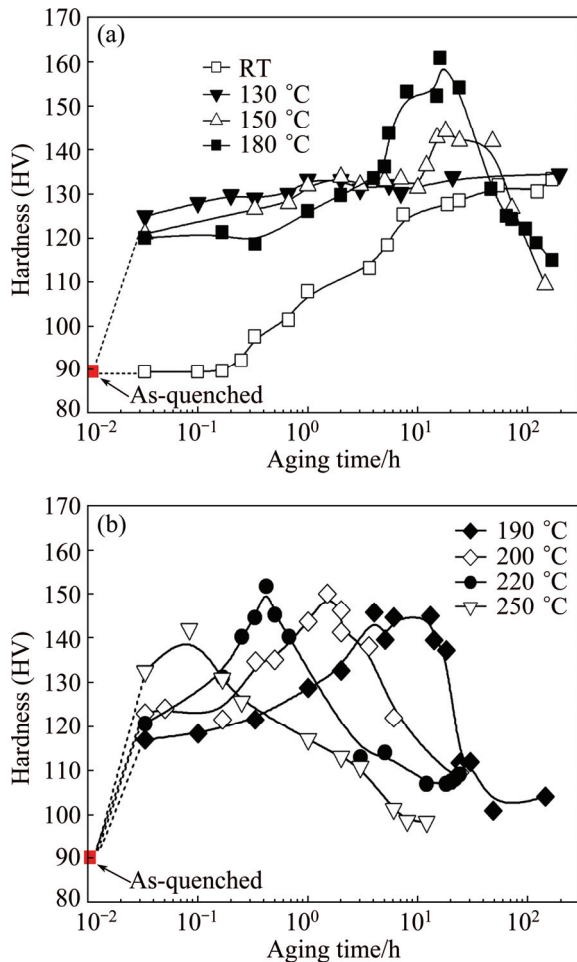 (a)
RT
130 °C
150 °C
180 °C
170
160
150
140
130
120
110
100
90
80
Hardness (HV)
As-quenched
10⁻²
10⁻¹
10⁰
10¹
10²
Aging time/h
(b)
190 °C
200 °C
220 °C
250 °C
170
160
150
140
130
120
110
100
90
80
Hardness (HV)
As-quenched
10⁻²
10⁻¹
10⁰
10¹
10²
Aging time/h